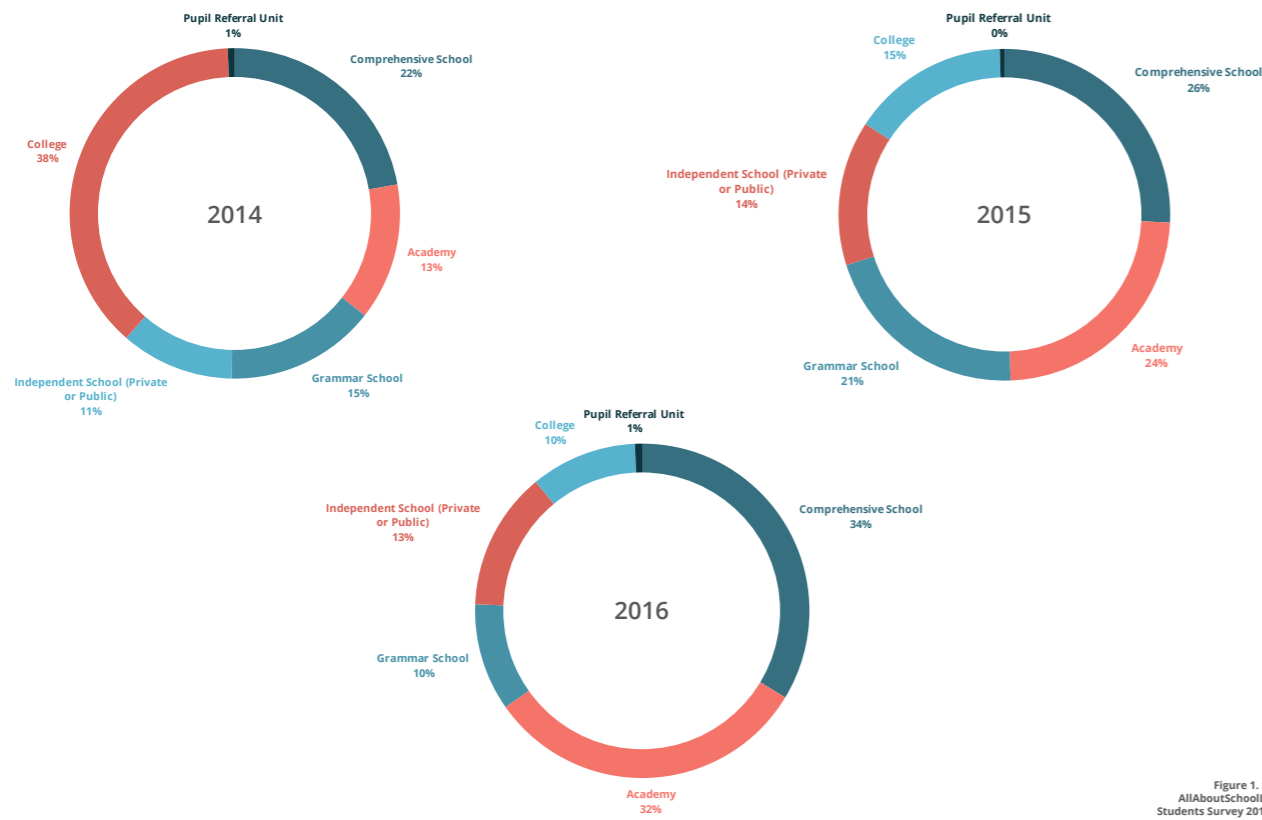 Pupil Referral Unit
1%
Comprehensive School
22%
College
38%
2014
Academy
13%
Grammar School
15%
Independent School (Private
or Public)
11%
Pupil Referral Unit
0%
College
15%
Comprehensive School
26%
Independent School (Private
or Public)
14%
2015
Academy
24%
Grammar School
21%
Pupil Referral Unit
1%
College
10%
Independent School (Private
or Public)
13%
Comprehensive School
34%
2016
Grammar School
10%
Academy
32%
Figure 1.
Students Survey